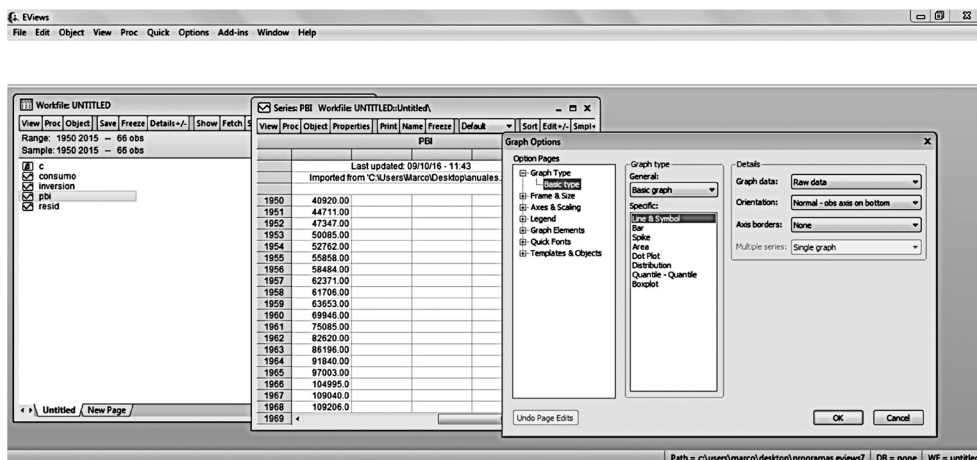 EViews
File Edit Object View Proc Quick Options Add-ins Window Help
Workfile: UNTITLED
View Proc Object Save Freeze Details+/- Show Fetch S
Range: 1950 2015 -- 66 obs
Sample: 1950 2015 -- 66 obs
c
consumo
inversion
pbi
resid
Untitled New Page
Series: PBI Workfile: UNTITLED::Untitled\
View Proc Object Properties Print Name Freeze Default Sort Edit+/- Smpl+
PBI
Last updated: 09/10/16 - 11:43
Imported from 'C:\Users\Marco\Desktop\anuales.
1950 40920.00
1951 44711.00
1952 47347.00
1953 50085.00
1954 52762.00
1955 55858.00
1956 58484.00
1957 62371.00
1958 61706.00
1959 63653.00
1960 69946.00
1961 75085.00
1962 82620.00
1963 86196.00
1964 91840.00
1965 97003.00
1966 104995.0
1967 109040.0
1968 109206.0
1969
Graph Options
Option Pages
Graph Type
Basic type
Frame & Size
Axes & Scaling
Legend
Graph Elements
Quick Fonts
Templates & Objects
Undo Page Edits
Graph type
General:
Basic graph
Specific:
Line & Symbol
Bar
Spike
Area
Dot Plot
Distribution
Quantile - Quantile
Boxplot
Details
Graph data: Raw data
Orientation: Normal - obs axis on bottom
Axis borders: None
Multiple series: Single graph
OK Cancel
Path = c:\users\marco\desktop\programas eviews7 DB = none WF = untitled